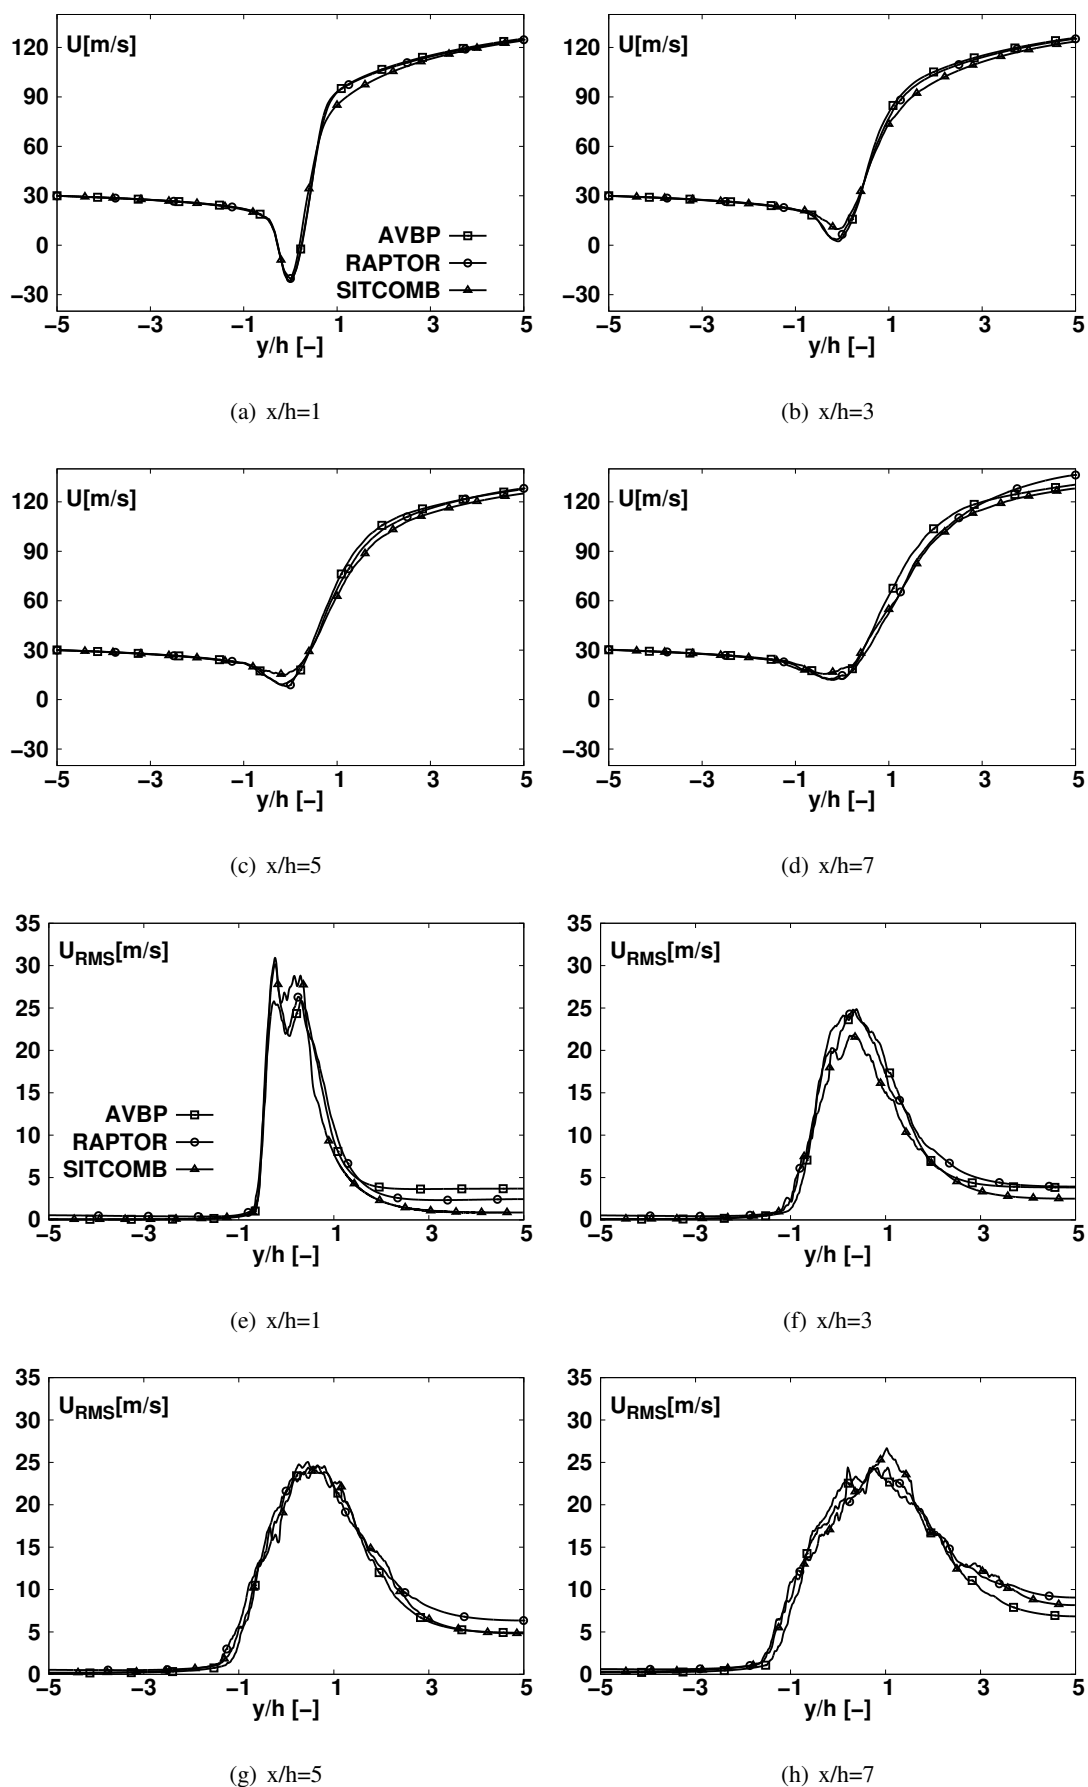 120
U[m/s]
90
60
30
0
−30
AVBP
RAPTOR
SITCOMB
−5 −3 −1 1 3 5
y/h [−]
(a) x/h=1
120
U[m/s]
90
60
30
0
−30
−5 −3 −1 1 3 5
y/h [−]
(b) x/h=3
120
U[m/s]
90
60
30
0
−30
−5 −3 −1 1 3 5
y/h [−]
(c) x/h=5
120
U[m/s]
90
60
30
0
−30
−5 −3 −1 1 3 5
y/h [−]
(d) x/h=7
35
U_RMS[m/s]
30
25
20
15
10
5
0
AVBP
RAPTOR
SITCOMB
−5 −3 −1 1 3 5
y/h [−]
(e) x/h=1
35
U_RMS[m/s]
30
25
20
15
10
5
0
−5 −3 −1 1 3 5
y/h [−]
(f) x/h=3
35
U_RMS[m/s]
30
25
20
15
10
5
0
−5 −3 −1 1 3 5
y/h [−]
(g) x/h=5
35
U_RMS[m/s]
30
25
20
15
10
5
0
−5 −3 −1 1 3 5
y/h [−]
(h) x/h=7